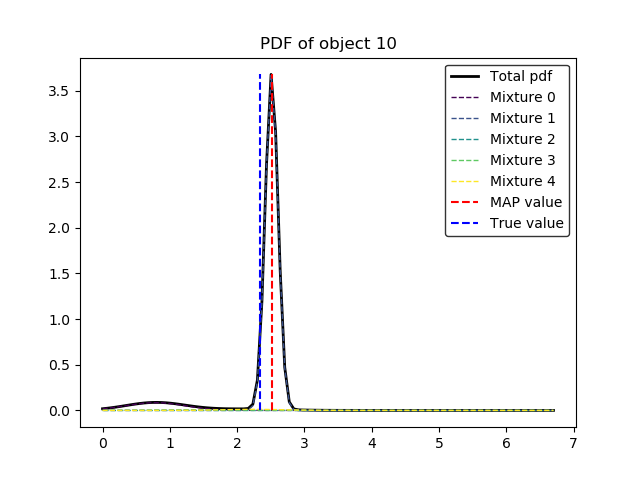 PDF of object 10
Total pdf
Mixture 0
Mixture 1
Mixture 2
Mixture 3
Mixture 4
MAP value
True value
3.5
3.0
2.5
2.0
1.5
1.0
0.5
0.0
0 1 2 3 4 5 6 7